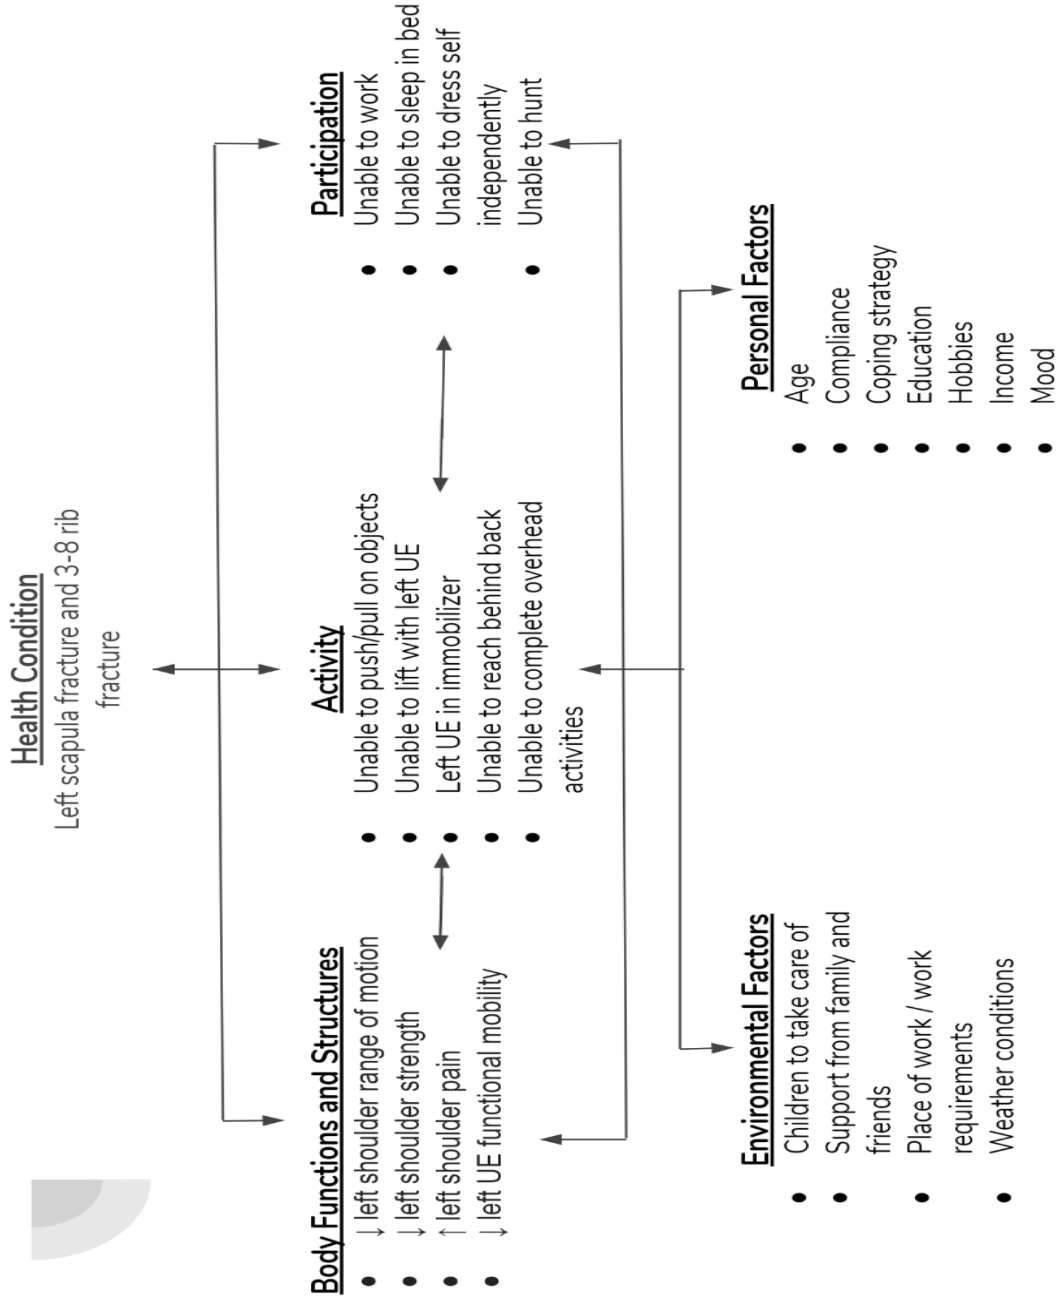 Health Condition
Left scapula fracture and 3-8 rib
fracture
Body Functions and Structures
● ↓ left shoulder range of motion
● ↓ left shoulder strength
● ↑ left shoulder pain
● ↓ left UE functional mobility
Activity
● Unable to push/pull on objects
● Unable to lift with left UE
● Left UE in immobilizer
● Unable to reach behind back
● Unable to complete overhead
activities
Participation
● Unable to work
● Unable to sleep in bed
● Unable to dress self
independently
● Unable to hunt
Environmental Factors
● Children to take care of
● Support from family and
friends
● Place of work / work
requirements
● Weather conditions
Personal Factors
● Age
● Compliance
● Coping strategy
● Education
● Hobbies
● Income
● Mood